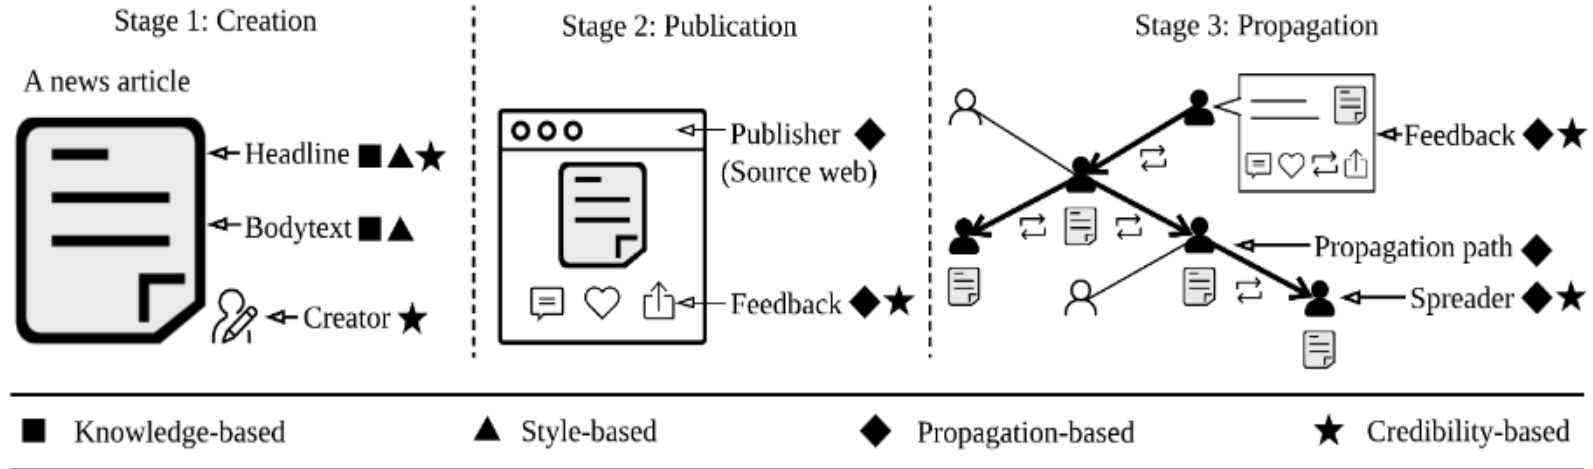 Stage 1: Creation
A news article
Headline
Bodytext
Creator
Stage 2: Publication
Publisher
(Source web)
Feedback
Stage 3: Propagation
Feedback
Propagation path
Spreader
Knowledge-based
Style-based
Propagation-based
Credibility-based